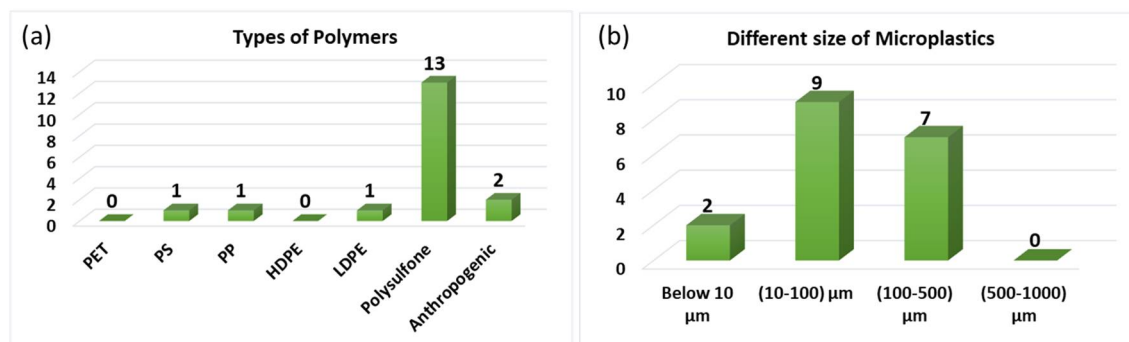 (a)
Types of Polymers
14
12
10
8
6
4
2
0
0
1
1
0
1
13
2
PET
PS
PP
HDPE
LDPE
Polysulfone
Anthropogenic
(b)
Different size of Microplastics
10
8
6
4
2
0
2
9
7
0
Below 10
μm
(10-100) μm
(100-500)
μm
(500-1000)
μm